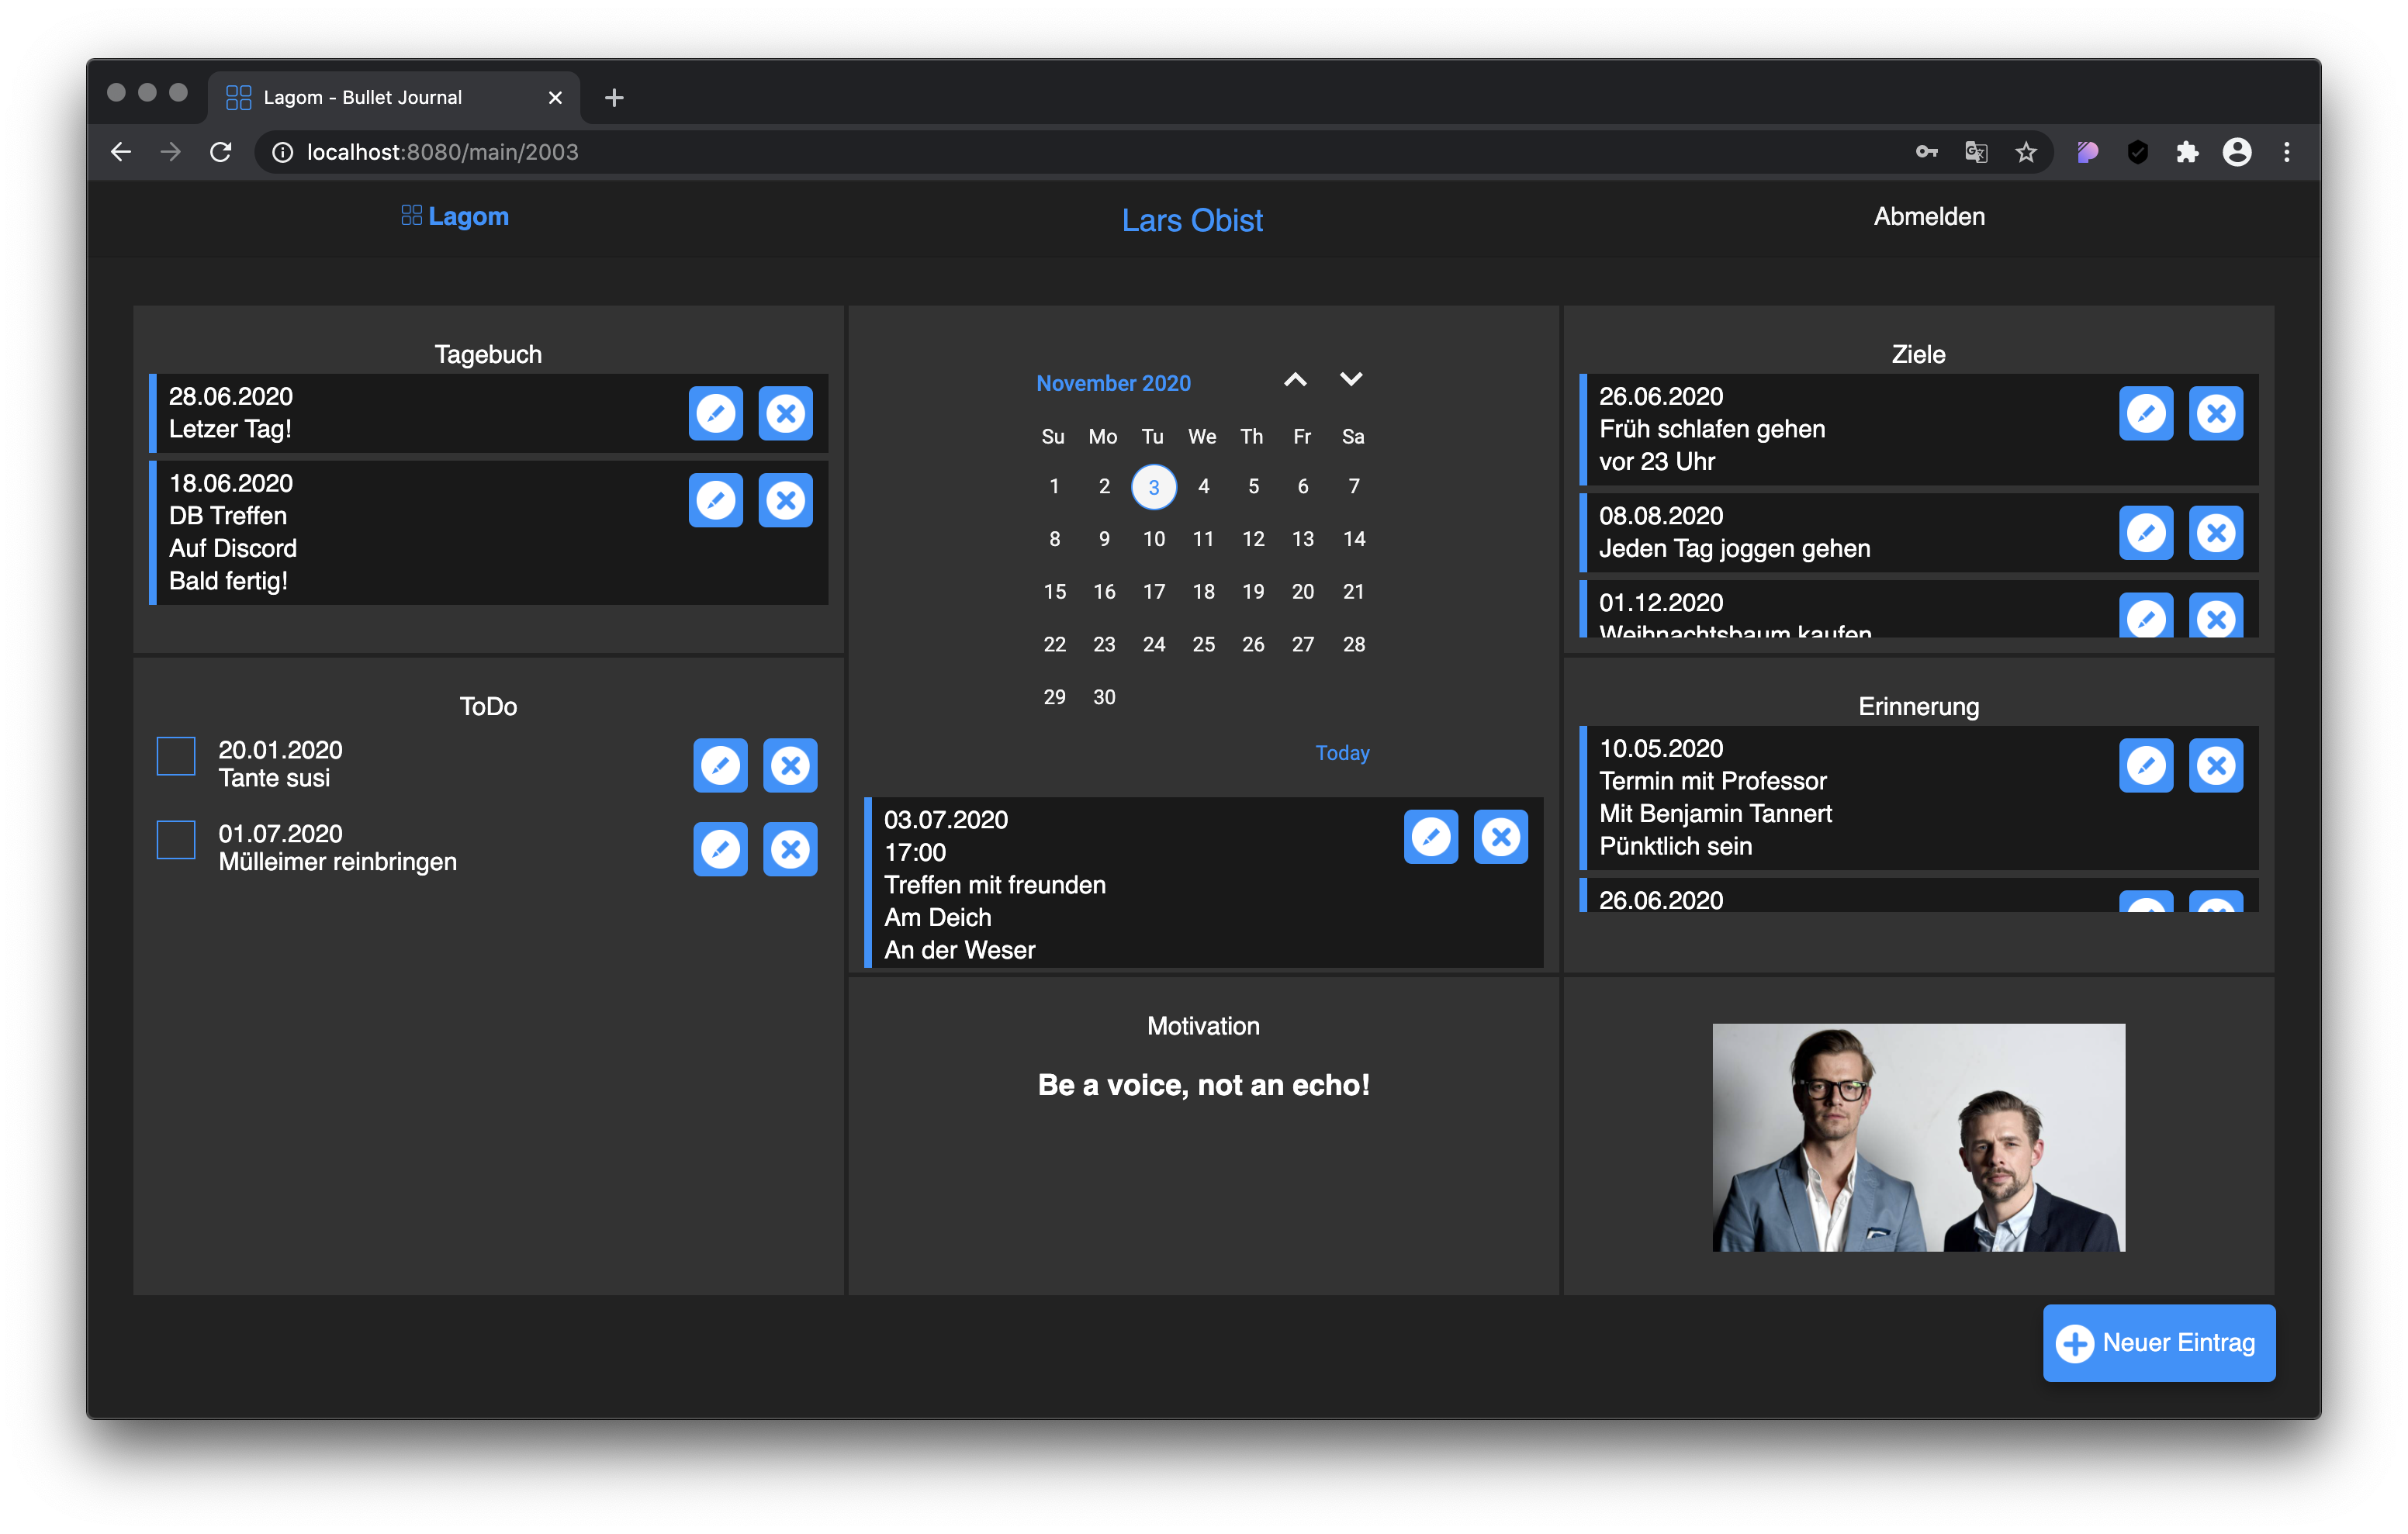 Lagom - Bullet Journal
localhost:8080/main/2003
Lagom
Lars Obist
Abmelden
Tagebuch
28.06.2020
Letzer Tag!
18.06.2020
DB Treffen
Auf Discord
Bald fertig!
ToDo
20.01.2020
Tante susi
01.07.2020
Mülleimer reinbringen
November 2020
Su Mo Tu We Th Fr Sa
1 2 3 4 5 6 7
8 9 10 11 12 13 14
15 16 17 18 19 20 21
22 23 24 25 26 27 28
29 30
Today
03.07.2020
17:00
Treffen mit freunden
Am Deich
An der Weser
Motivation
Be a voice, not an echo!
Ziele
26.06.2020
Früh schlafen gehen
vor 23 Uhr
08.08.2020
Jeden Tag joggen gehen
01.12.2020
Weihnachtsbaum kaufen
Erinnerung
10.05.2020
Termin mit Professor
Mit Benjamin Tannert
Pünktlich sein
26.06.2020
Neuer Eintrag